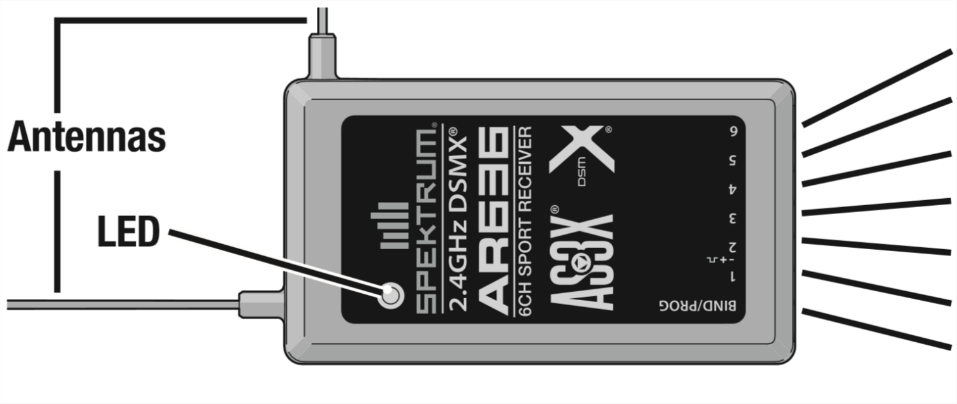 Antennas
LED
SPEKTRUM®
2.4GHz DSMX®
AR636
6CH SPORT RECEIVER
AS3X®
DSM X®
6
5
4
3
2
- +
1
BIND/PROG